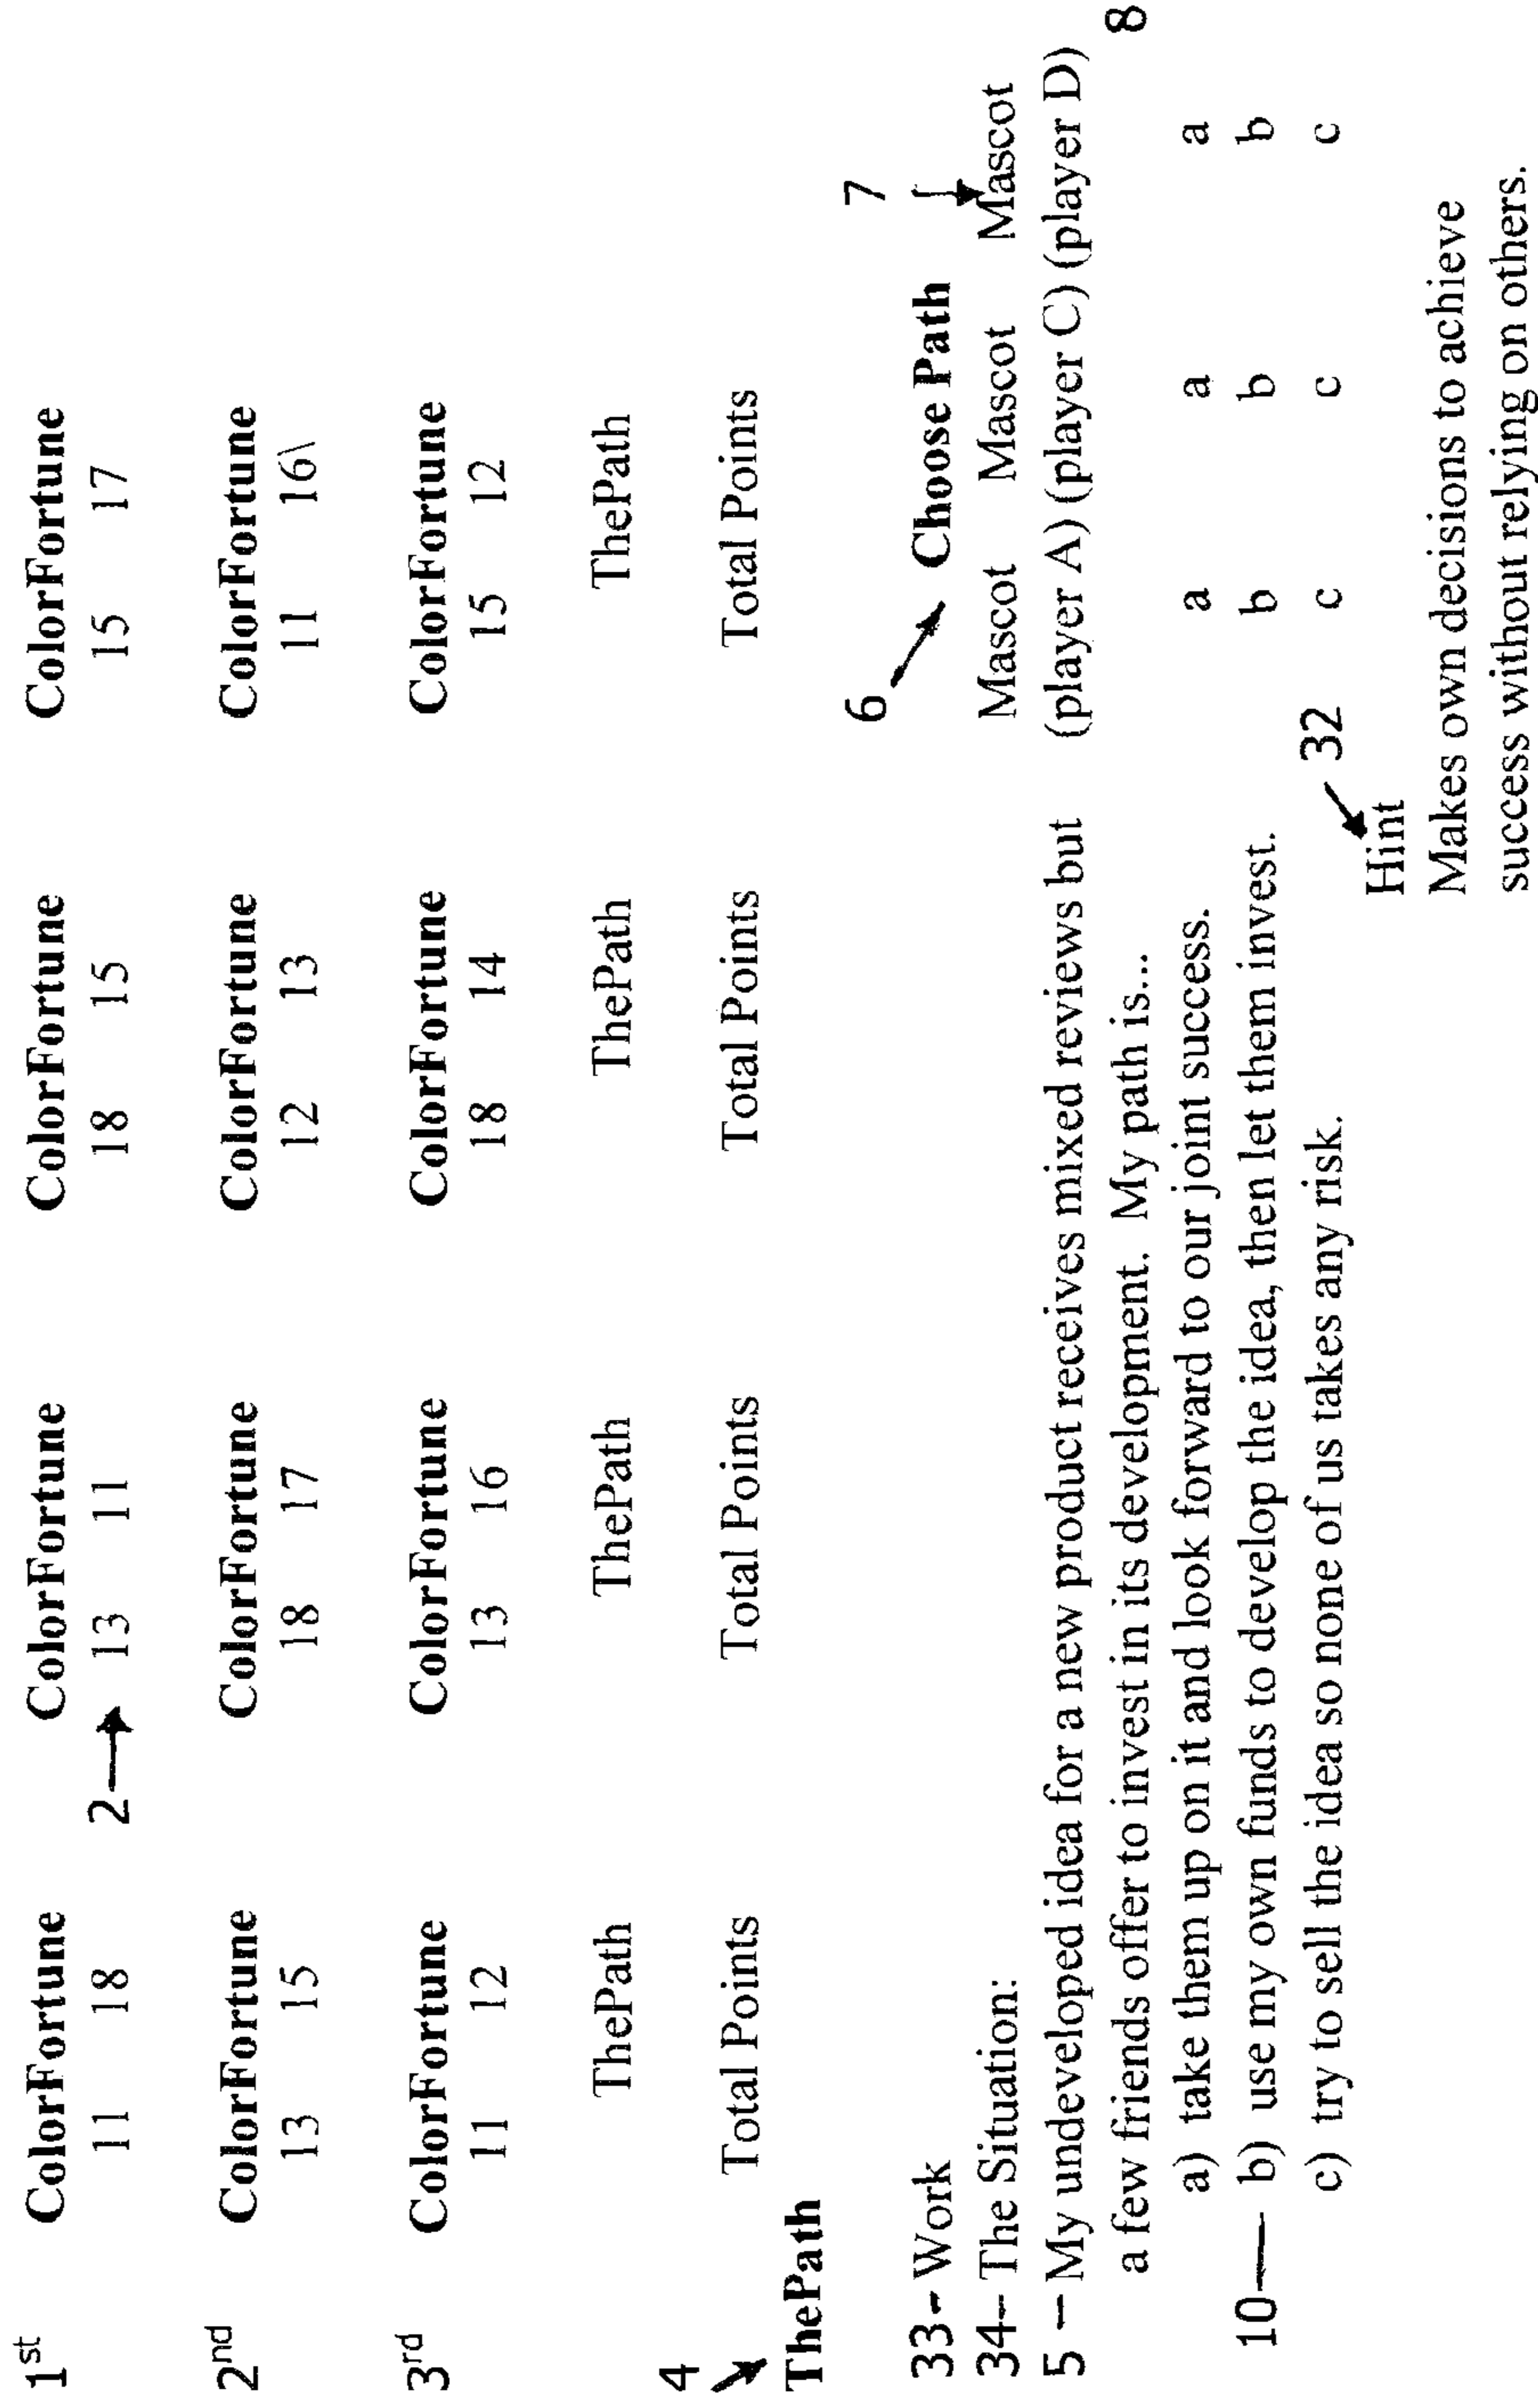 1st ColorFortune ColorFortune ColorFortune ColorFortune
11 18 2 13 11 18 15 15 17
2nd ColorFortune ColorFortune ColorFortune ColorFortune
13 15 18 17 12 13 11 16\
3rd ColorFortune ColorFortune ColorFortune ColorFortune
11 12 13 16 18 14 15 12
ThePath ThePath ThePath ThePath
4
Total Points Total Points Total Points Total Points
ThePath
6 7
33 - Work Choose Path
34 - The Situation: Mascot Mascot Mascot
5 - My undeveloped idea for a new product receives mixed reviews but (player A) (player C) (player D)
a few friends offer to invest in its development. My path is... 8
a) take them up on it and look forward to our joint success. a a a
10 — b) use my own funds to develop the idea, then let them invest. b b b
c) try to sell the idea so none of us takes any risk. 32 c c c
Hint
Makes own decisions to achieve
success without relying on others.